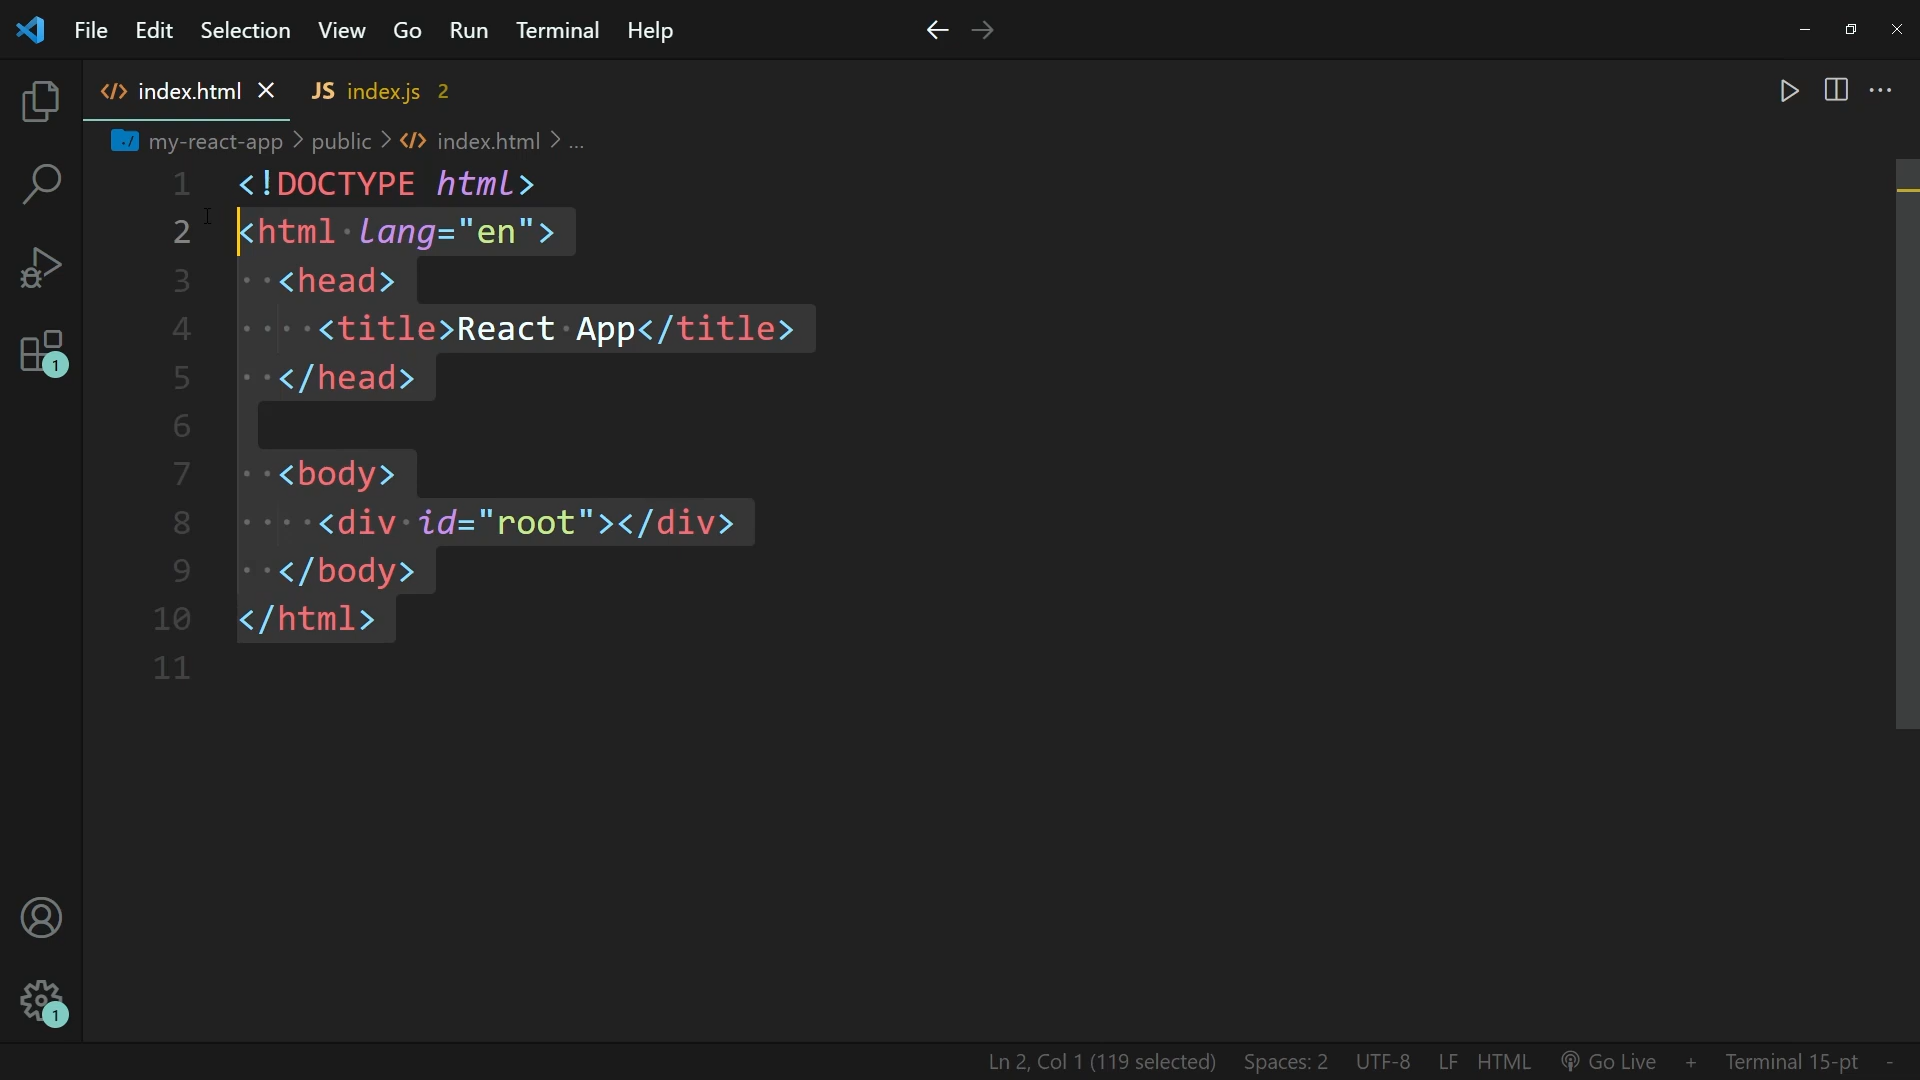 File Edit Selection View Go Run Terminal Help
index.html JS index.js 2
my-react-app > public > index.html > ...
1 <!DOCTYPE html>
2 <html lang="en">
3 <head>
4 <title>React App</title>
5 </head>
6
7 <body>
8 <div id="root"></div>
9 </body>
10 </html>
11
1
1
Ln 2, Col 1 (119 selected) Spaces: 2 UTF-8 LF HTML Go Live + Terminal 15-pt -